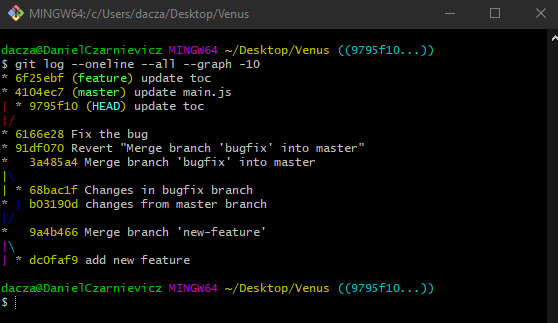 MINGW64:/c/Users/dacza/Desktop/Venus
dacza@DanielCzarnievicz MINGW64 ~/Desktop/Venus ((9795f10...))
$ git log --oneline --all --graph -10
* 6f25ebf (feature) update toc
* 4104ec7 (master) update main.js
| * 9795f10 (HEAD) update toc
|/
* 6166e28 Fix the bug
* 91df070 Revert "Merge branch 'bugfix' into master"
*   3a485a4 Merge branch 'bugfix' into master
|\
| * 68bac1f Changes in bugfix branch
* | b03190d changes from master branch
|/
*   9a4b466 Merge branch 'new-feature'
|\
| * dc0faf9 add new feature
dacza@DanielCzarnievicz MINGW64 ~/Desktop/Venus ((9795f10...))
$